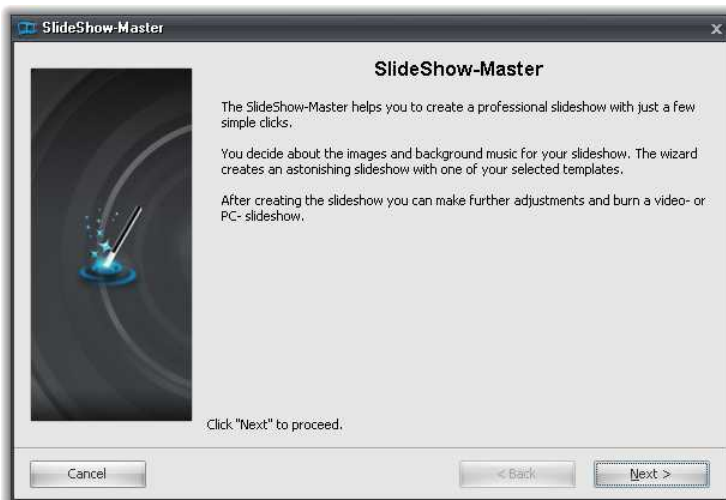 SlideShow-Master
x
SlideShow-Master
The SlideShow-Master helps you to create a professional slideshow with just a few
simple clicks.
You decide about the images and background music for your slideshow. The wizard
creates an astonishing slideshow with one of your selected templates.
After creating the slideshow you can make further adjustments and burn a video- or
PC- slideshow.
Click "Next" to proceed.
Cancel
< Back
Next >